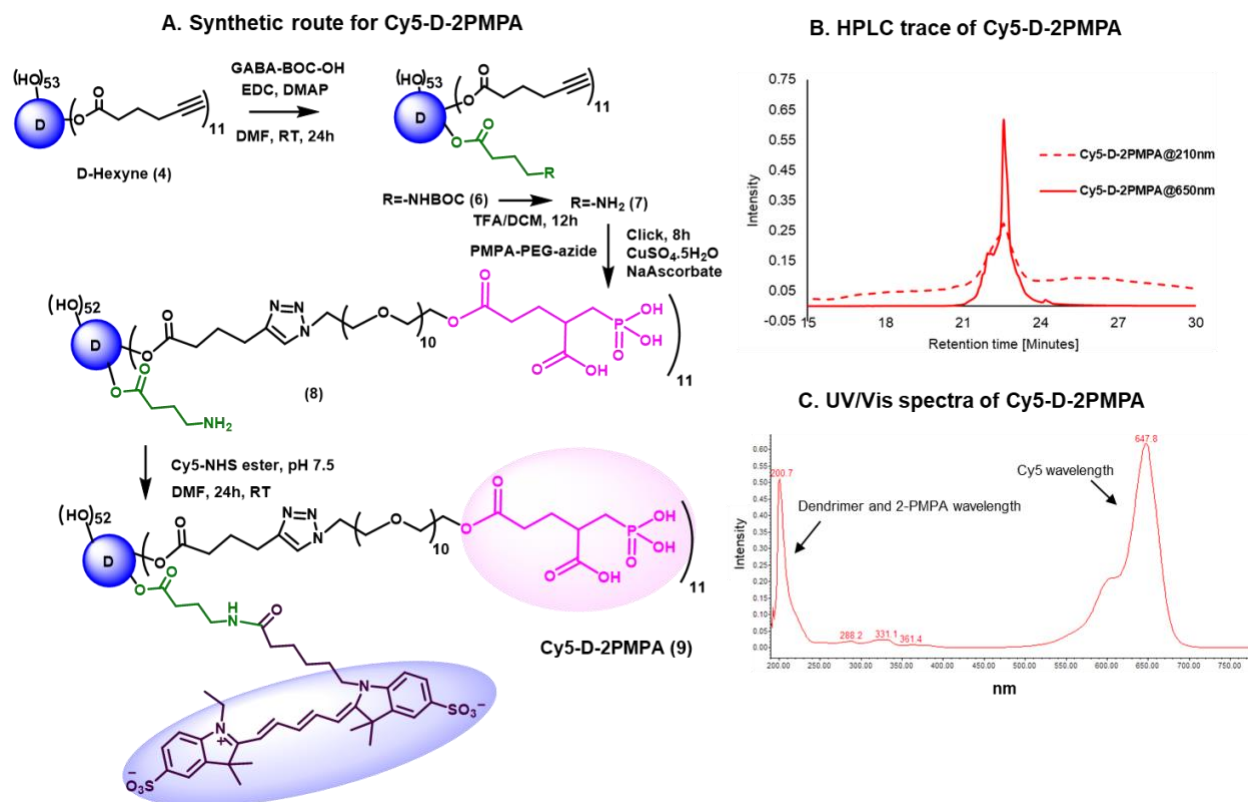 A. Synthetic route for Cy5-D-2PMPA
(HO)53
D
O
O
11
D-Hexyne (4)
GABA-BOC-OH
EDC, DMAP
DMF, RT, 24h
(HO)53
D
O
O
11
O
O
R
R=-NHBOC (6)
R=-NH2 (7)
TFA/DCM, 12h
PMPA-PEG-azide
Click, 8h
CuSO4.5H2O
NaAscorbate
(HO)52
D
O
O
N=N
N
O
10
O
O
O
OH
P
OH
O
OH
11
O
O
NH2
(8)
Cy5-NHS ester, pH 7.5
DMF, 24h, RT
(HO)52
D
O
O
N=N
N
O
10
O
O
O
OH
P
OH
O
OH
11
O
O
H
N
O
Cy5-D-2PMPA (9)
N
SO3−
N
+
−O3S
B. HPLC trace of Cy5-D-2PMPA
0.75
0.65
0.55
0.45
0.35
0.25
0.15
0.05
-0.05
Intensity
Cy5-D-2PMPA@210nm
Cy5-D-2PMPA@650nm
15 18 21 24 27 30
Retention time [Minutes]
C. UV/Vis spectra of Cy5-D-2PMPA
647.8
200.7
Cy5 wavelength
Dendrimer and 2-PMPA wavelength
288.2
331.1
361.4
0.60
0.55
0.50
0.45
0.40
0.35
0.30
0.25
0.20
0.15
0.10
0.05
0.00
Intensity
200.00 250.00 300.00 350.00 400.00 450.00 500.00 550.00 600.00 650.00 700.00 750.00
nm